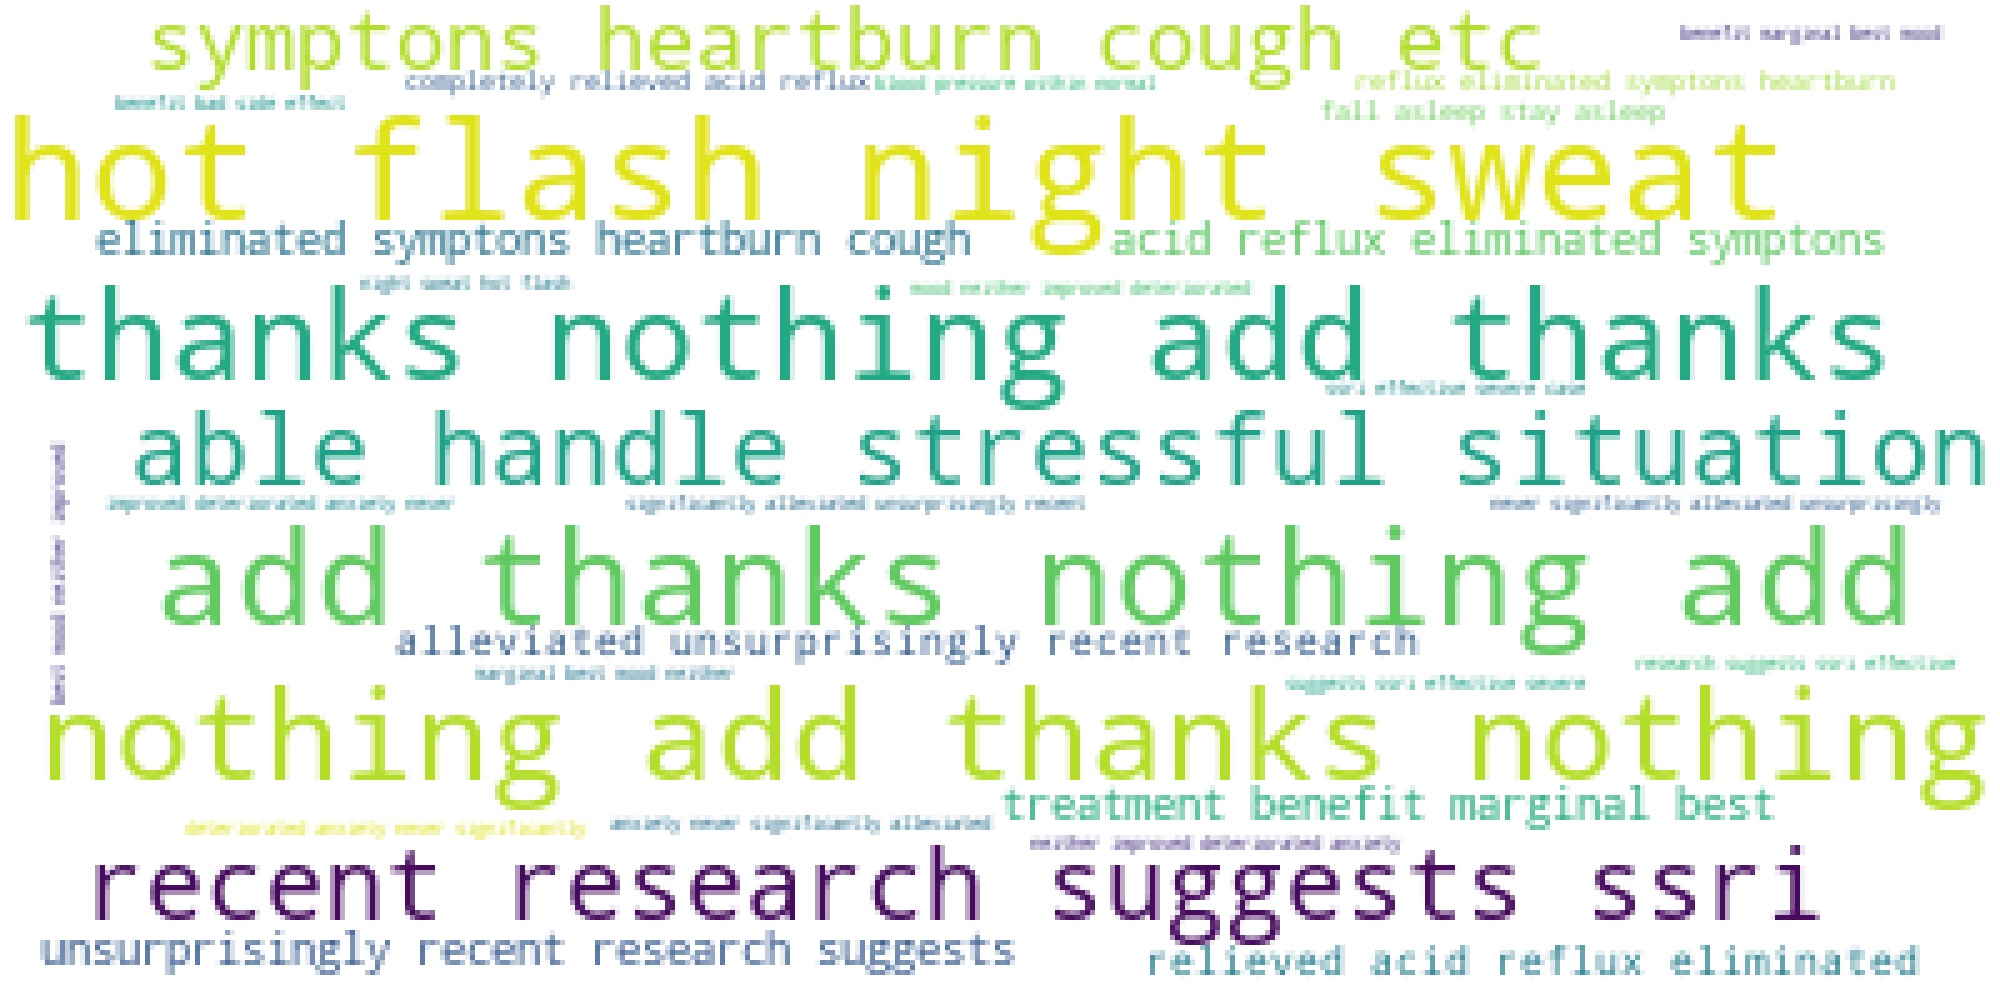 symptons heartburn cough etc
benefit marginal best mood
completely relieved acid reflux
blood pressure within normal
reflux eliminated symptons heartburn
benefit bad side effect
fall asleep stay asleep
hot flash night sweat
eliminated symptons heartburn cough
acid reflux eliminated symptons
night sweat hot flash
mood neither improved deteriorated
thanks nothing add thanks
ssri effective severe case
able handle stressful situation
best mood neither improved
improved deteriorated anxiety never
significantly alleviated unsurprisingly recent
never significantly alleviated unsurprisingly
add thanks nothing add
alleviated unsurprisingly recent research
research suggests ssri effective
marginal best mood neither
suggests ssri effective severe
nothing add thanks nothing
treatment benefit marginal best
deteriorated anxiety never significantly
anxiety never significantly alleviated
neither improved deteriorated anxiety
recent research suggests ssri
unsurprisingly recent research suggests
relieved acid reflux eliminated